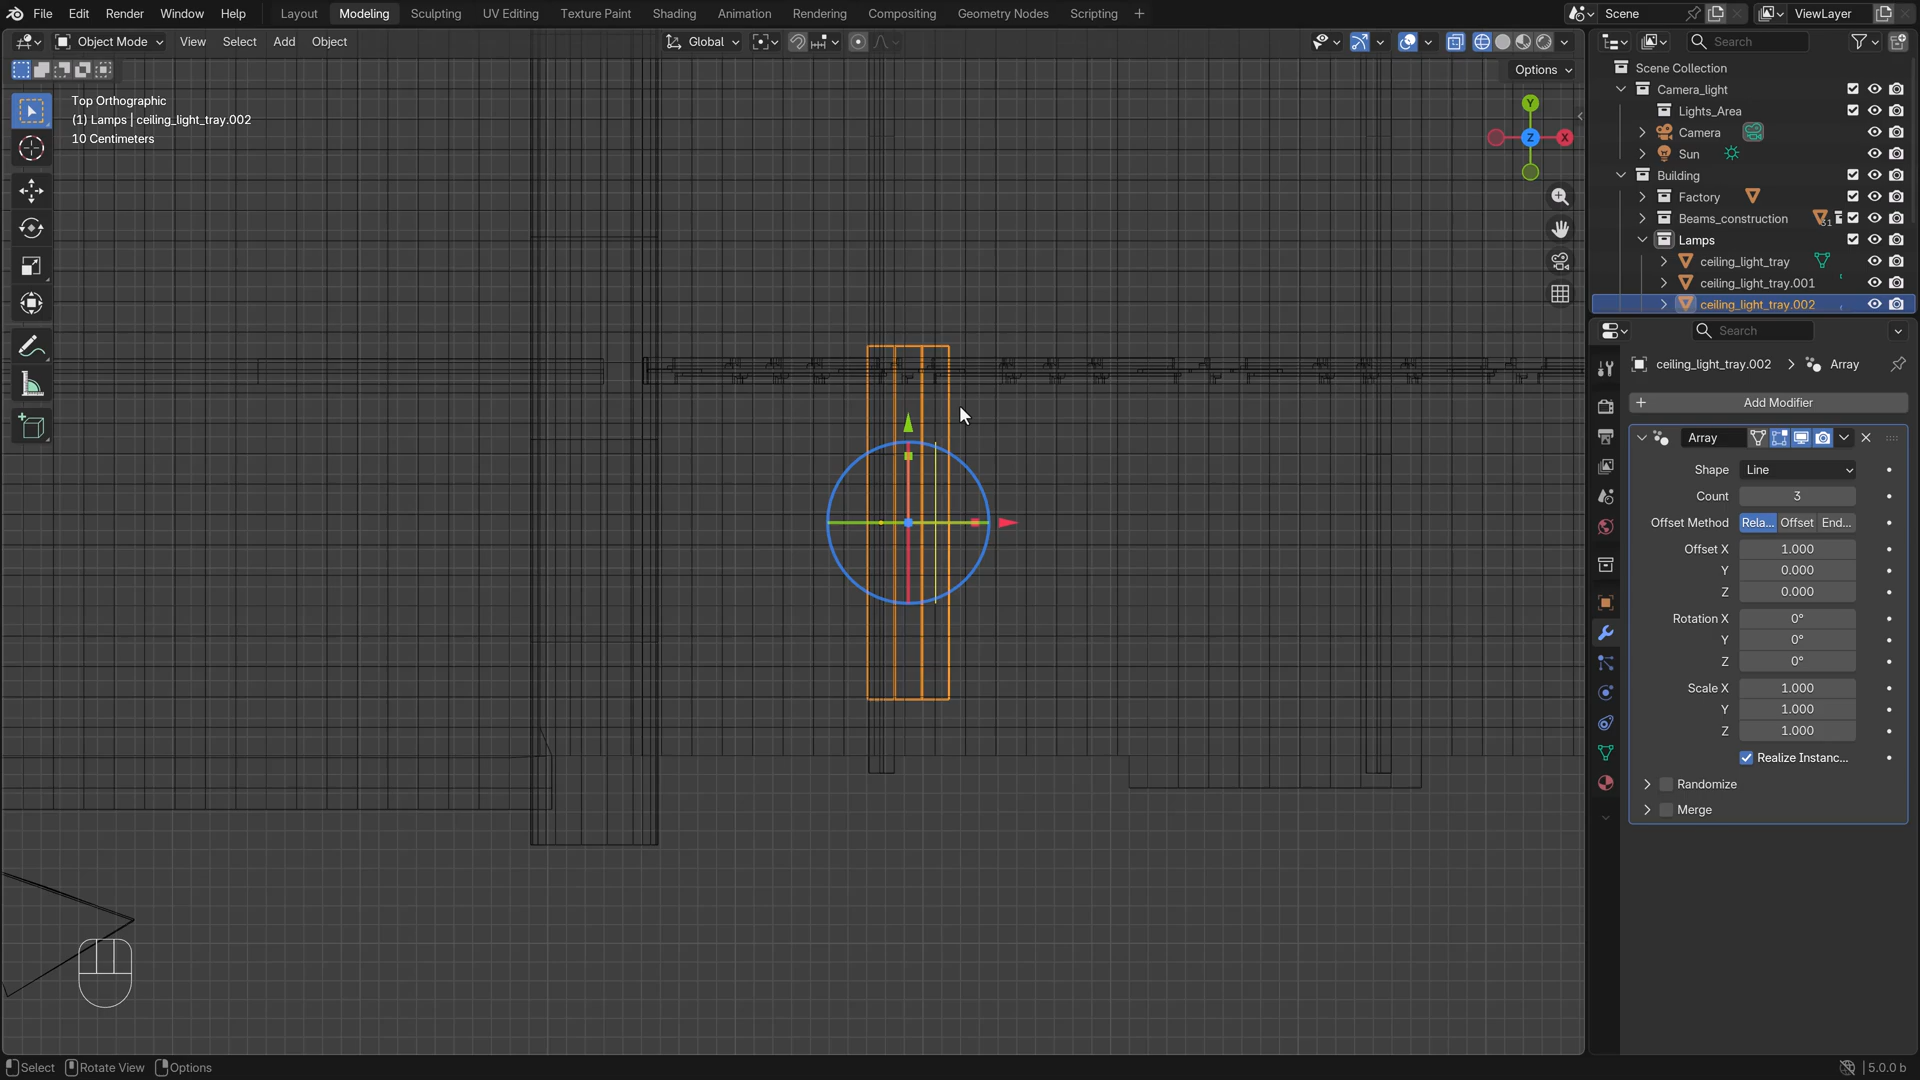 File Edit Render Window Help Layout Modeling Sculpting UV Editing Texture Paint Shading Animation Rendering Compositing Geometry Nodes Scripting + Scene ViewLayer
Object Mode View Select Add Object Global Search
Options
Top Orthographic
(1) Lamps | ceiling_light_tray.002
10 Centimeters
Y
Z X
Scene Collection
Camera_light
Lights_Area
Camera
Sun
Building
Factory
Beams_construction
Lamps
ceiling_light_tray
ceiling_light_tray.001
ceiling_light_tray.002
Search
ceiling_light_tray.002 > Array
+ Add Modifier
Array
Shape Line
Count 3
Offset Method Rela... Offset End...
Offset X 1.000
Y 0.000
Z 0.000
Rotation X 0°
Y 0°
Z 0°
Scale X 1.000
Y 1.000
Z 1.000
Realize Instanc...
Randomize
Merge
Select Rotate View Options 5.0.0 b